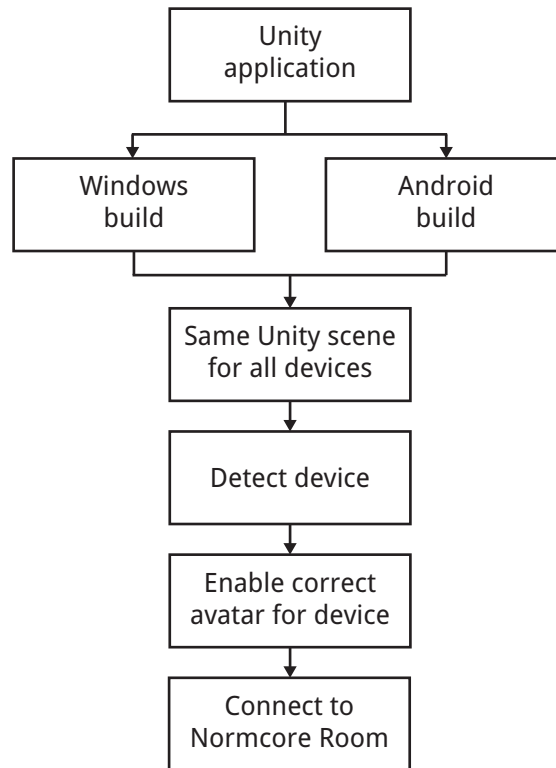 Unity
application
Windows
build
Android
build
Same Unity scene
for all devices
Detect device
Enable correct
avatar for device
Connect to
Normcore Room